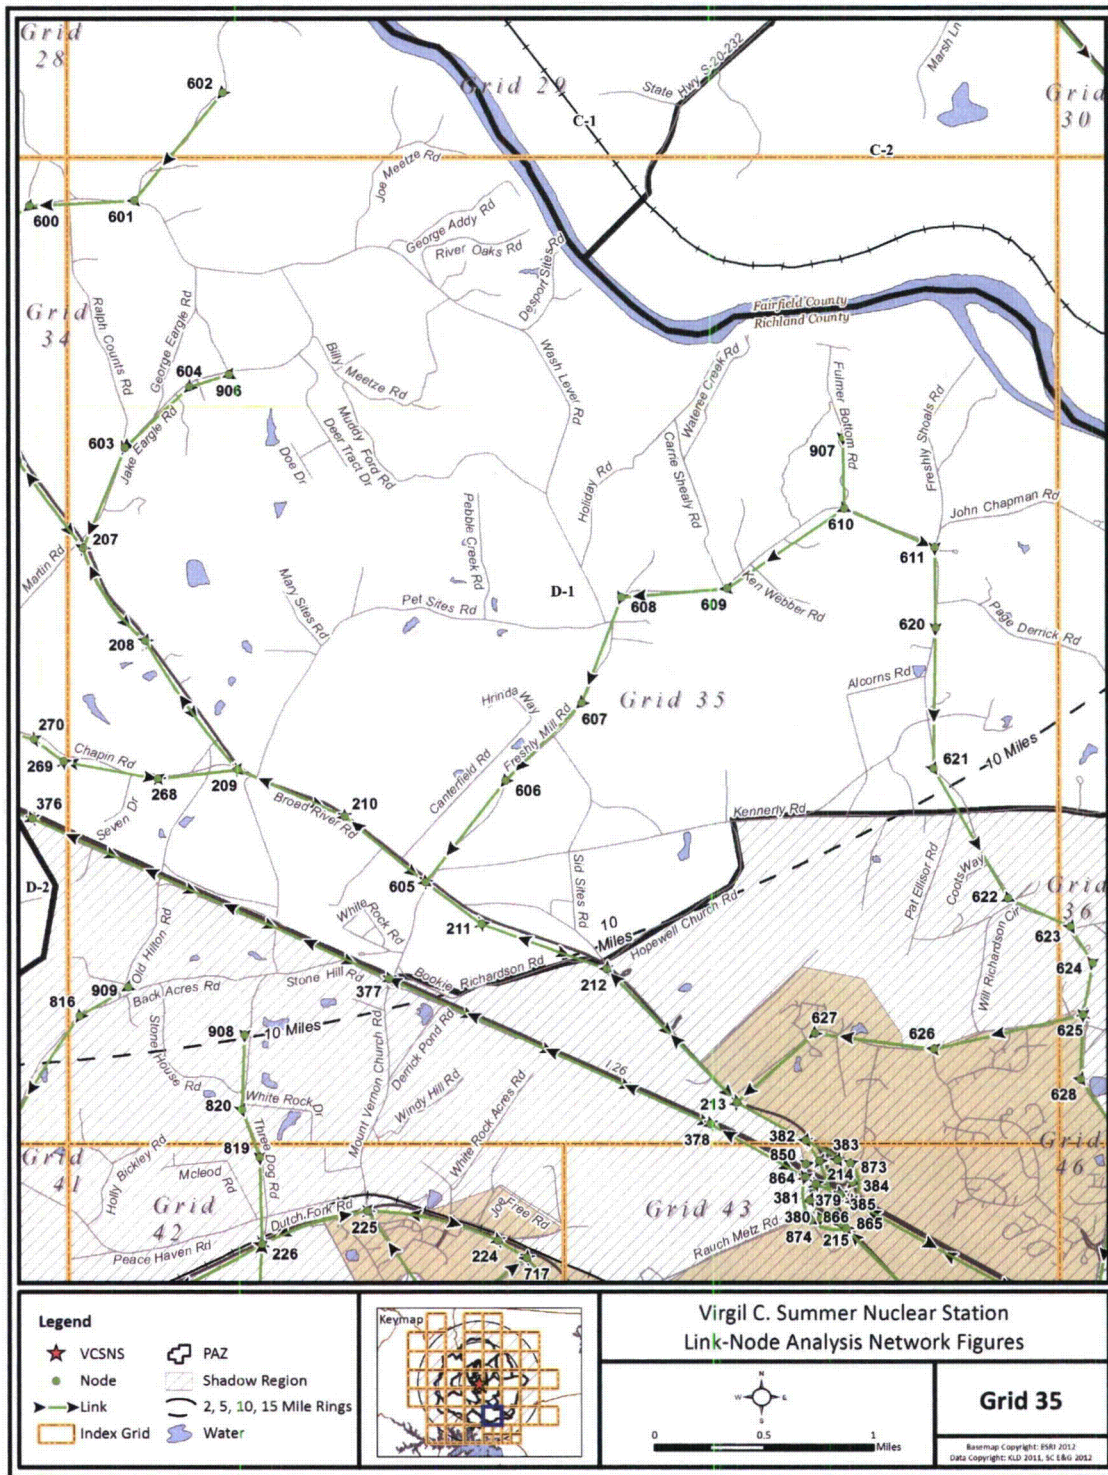 Grid 28
602
Grid 29
State Hwy S-20-232
Marsh Ln
Grid 30
C-1
C-2
Joe Meetze Rd
600
601
George Addy Rd
River Oaks Rd
Desport Sites Rd
Ralph Counts Rd
George Eargle Rd
Grid 34
Fairfield County
Richland County
Billy Meetze Rd
Wash Lever Rd
Wateree Creek Rd
Fulmer Bottom Rd
Freshly Shoals Rd
604
906
603
Jake Eargle Rd
Muddy Ford Rd
Deer Tract Dr
Doe Dr
Holiday Rd
Carrie Shealy Rd
907
Pebble Creek Rd
John Chapman Rd
610
207
611
Martin Rd
Mary Sites Rd
Pet Sites Rd
D-1
608
609
Ken Webber Rd
Page Derrick Rd
208
620
Alcorns Rd
Hrinda Way
Grid 35
607
270
Chapin Rd
269
268
209
Canterfield Rd
Freshly Mill Rd
606
621
10 Miles
376
Seven Dr
Broad River Rd
210
Kennerly Rd
D-2
605
Sid Sites Rd
Pat Ellisor Rd
Coots Way
Grid 36
622
White Rock Rd
211
10 Miles
Hopewell Church Rd
Will Richardson Cir
623
Old Hilton Rd
624
Stone Hill Rd
Bookie Richardson Rd
212
377
909
Back Acres Rd
816
625
627
626
908
10 Miles
Stone House Rd
Mount Vernon Church Rd
Derrick Pond Rd
I-26
628
820
White Rock Dr
Windy Hill Rd
White Rock Acres Rd
213
378
382
383
Grid 41
Holly Bickley Rd
Mcleod Rd
819
Three Dog Rd
850
873
214
864
384
Grid 46
Grid 42
Dutch Fork Rd
225
Joe Free Rd
Grid 43
381
379
385
380
866
865
Rauch Metz Rd
874
215
Peace Haven Rd
226
224
717
Legend
VCSNS
PAZ
Node
Shadow Region
Link
2, 5, 10, 15 Mile Rings
Index Grid
Water
Keymap
Virgil C. Summer Nuclear Station
Link-Node Analysis Network Figures
N
W
E
S
0
0.5
1
Miles
Grid 35
Basemap Copyright: ESRI 2012
Data Copyright: KLD 2011, SC E&G 2012